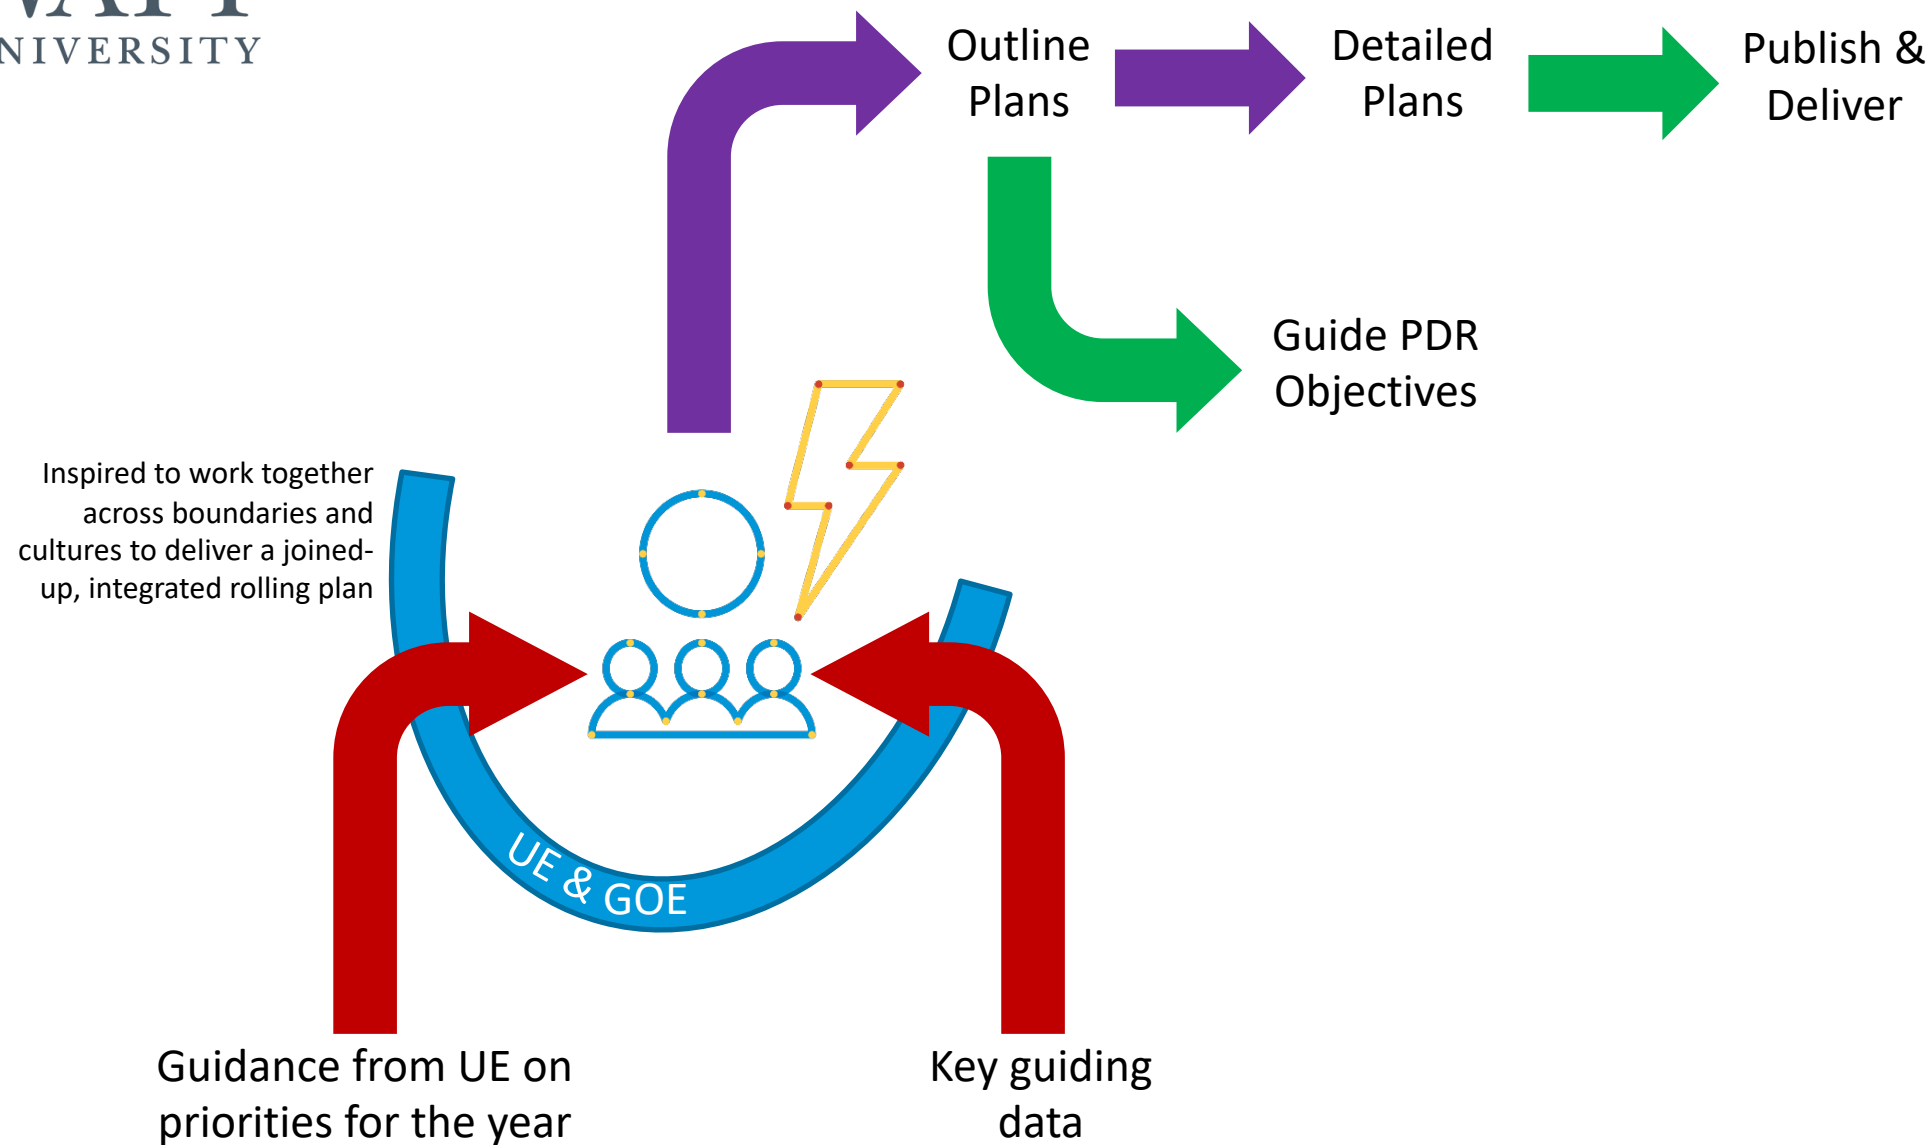 UNIVERSITY
Outline
Plans
Detailed
Plans
Publish &
Deliver
Guide PDR
Objectives
Inspired to work together
across boundaries and
cultures to deliver a joined-
up, integrated rolling plan
UE & GOE
Guidance from UE on
priorities for the year
Key guiding
data